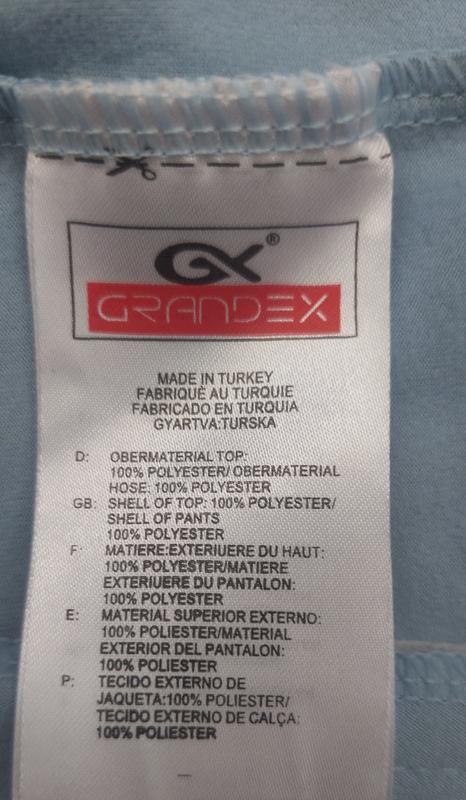 GX®
GRANDEX
MADE IN TURKEY
FABRIQUÈ AU TURQUIE
FABRICADO EN TURQUIA
GYARTVA:TURSKA
D: OBERMATERIAL TOP:
100% POLYESTER/ OBERMATERIAL
HOSE: 100% POLYESTER
GB: SHELL OF TOP: 100% POLYESTER/
SHELL OF PANTS
100% POLYESTER
F: MATIERE:EXTERIUERE DU HAUT:
100% POLYESTER/MATIERE
EXTERIUERE DU PANTALON:
100% POLYESTER
E: MATERIAL SUPERIOR EXTERNO:
100% POLIESTER/MATERIAL
EXTERIOR DEL PANTALON:
100% POLIESTER
P: TECIDO EXTERNO DE
JAQUETA:100% POLIESTER/
TECIDO EXTERNO DE CALÇA:
100% POLIESTER